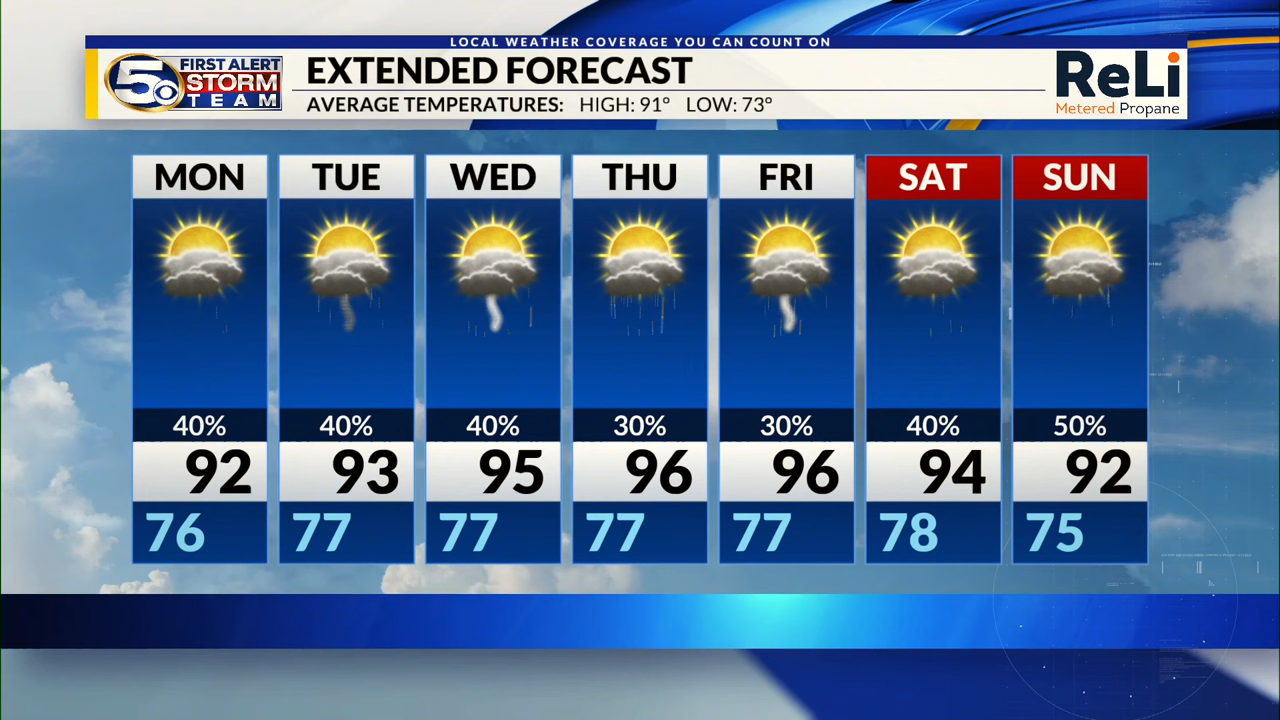 LOCAL WEATHER COVERAGE YOU CAN COUNT ON
5
FIRST ALERT
STORM
TEAM
EXTENDED FORECAST
AVERAGE TEMPERATURES: HIGH: 91° LOW: 73°
ReLi
Metered Propane
MON TUE WED THU FRI SAT SUN
40% 40% 40% 30% 30% 40% 50%
92 93 95 96 96 94 92
76 77 77 77 77 78 75